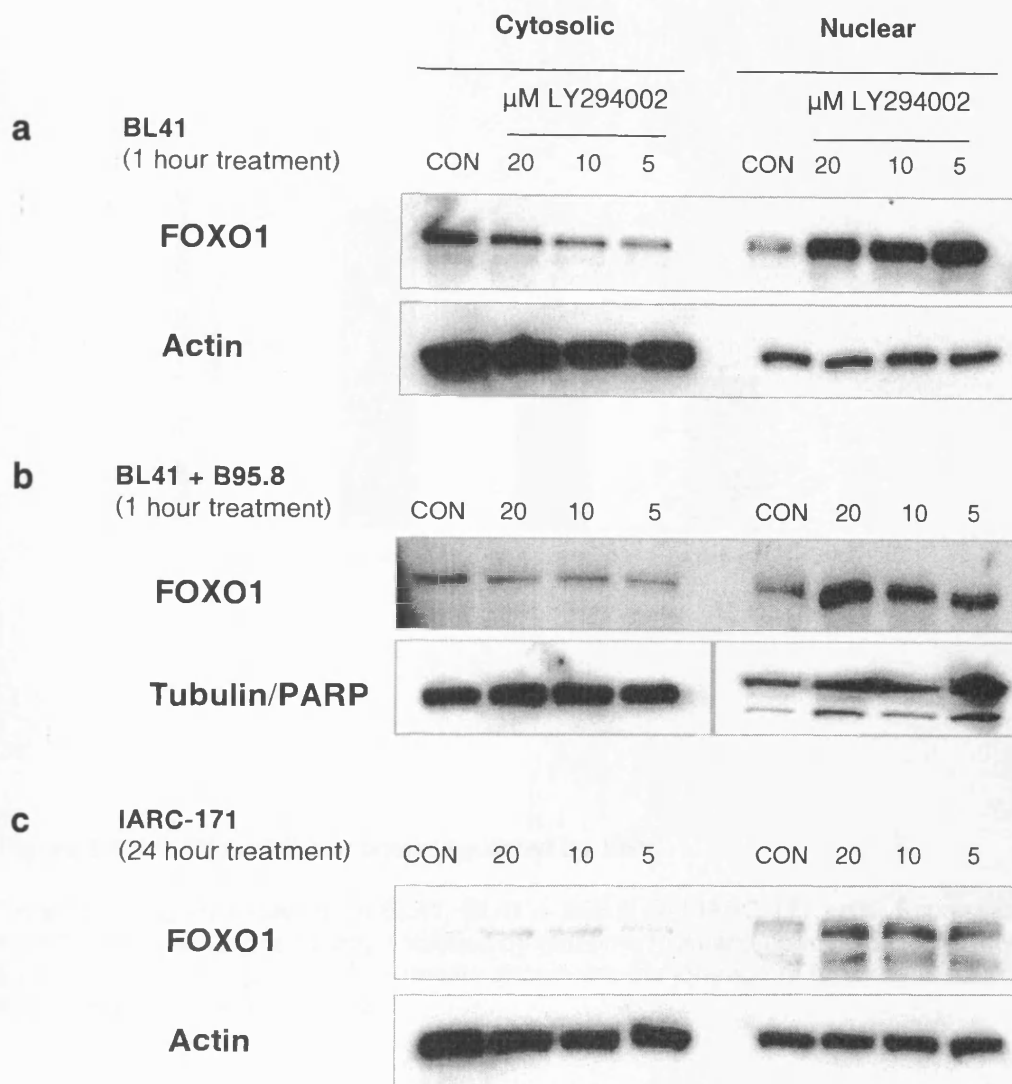 Cytosolic Nuclear
µM LY294002 µM LY294002
a BL41
(1 hour treatment) CON 20 10 5 CON 20 10 5
FOXO1
Actin
b BL41 + B95.8
(1 hour treatment) CON 20 10 5 CON 20 10 5
FOXO1
Tubulin/PARP
c IARC-171
(24 hour treatment) CON 20 10 5 CON 20 10 5
FOXO1
Actin